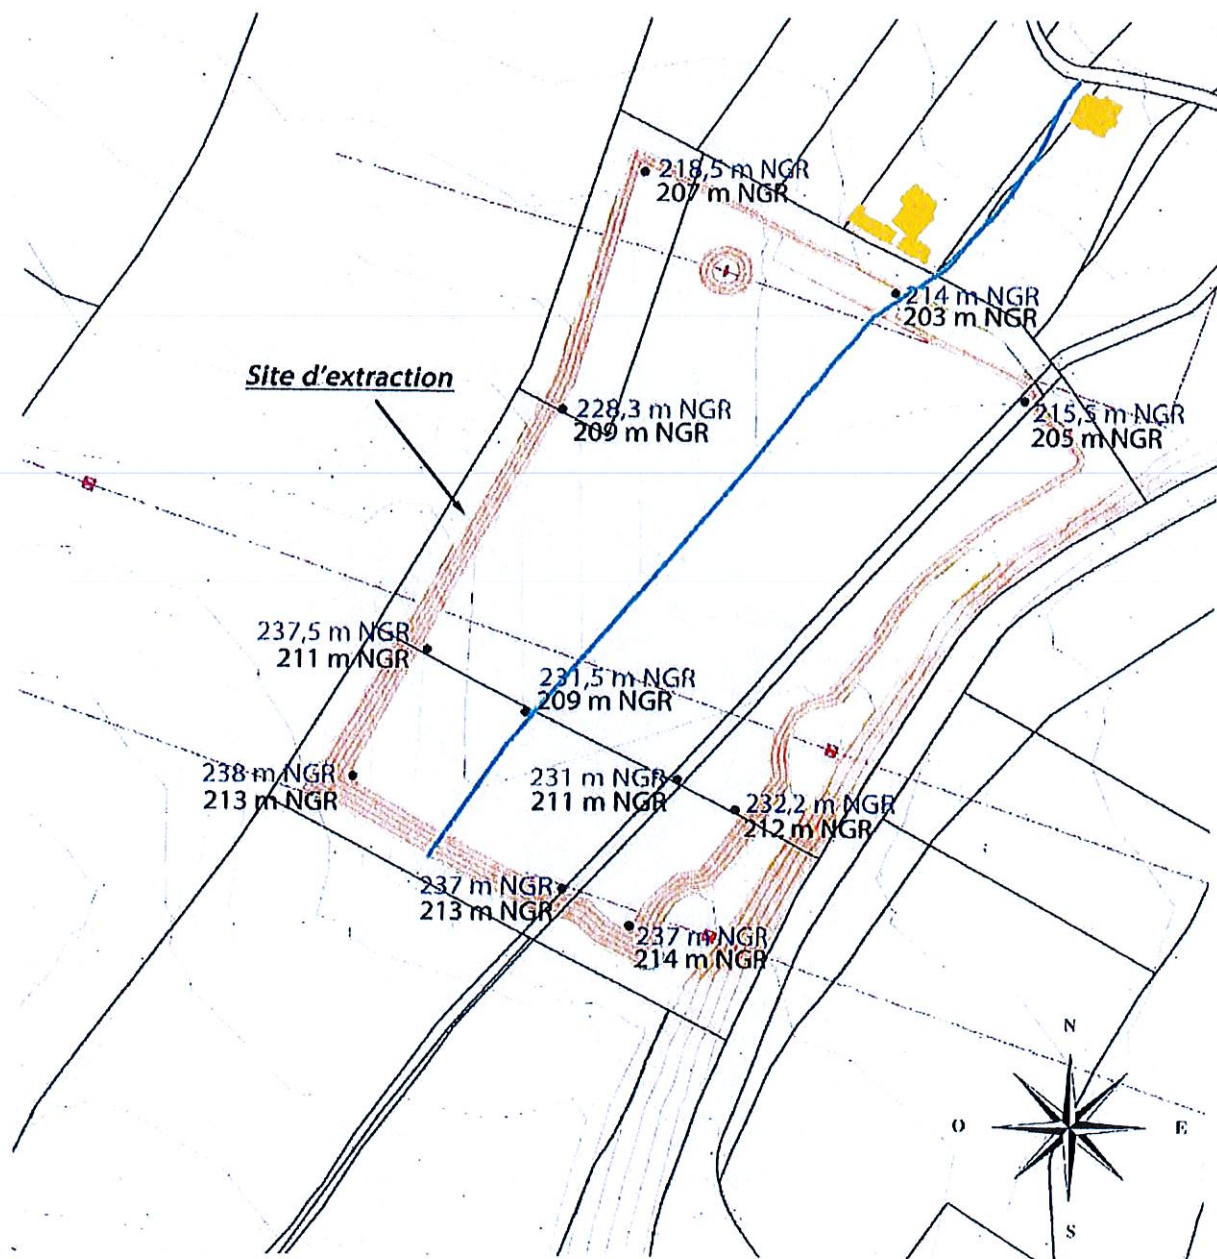 218,5 m NGR
207 m NGR
214 m NGR
203 m NGR
Site d'extraction
228,3 m NGR
209 m NGR
215,5 m NGR
205 m NGR
237,5 m NGR
211 m NGR
231,5 m NGR
209 m NGR
238 m NGR
213 m NGR
231 m NGR
211 m NGR
232,2 m NGR
212 m NGR
237 m NGR
213 m NGR
237 m NGR
214 m NGR
N
O
E
S